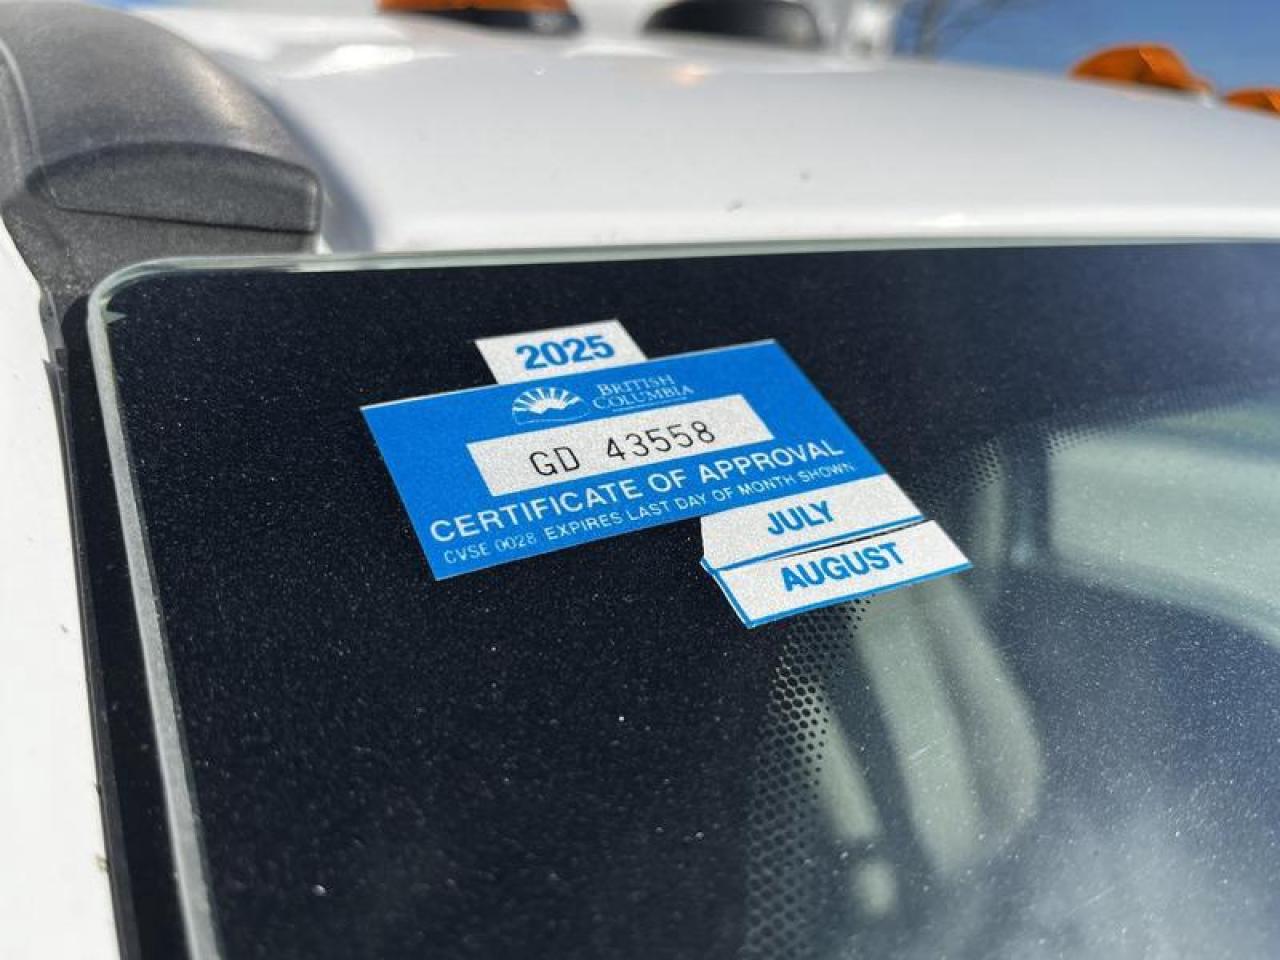 2025
BRITISH
COLUMBIA
GD 43558
CERTIFICATE OF APPROVAL
CVSE 0028 EXPIRES LAST DAY OF MONTH SHOWN
JULY
AUGUST